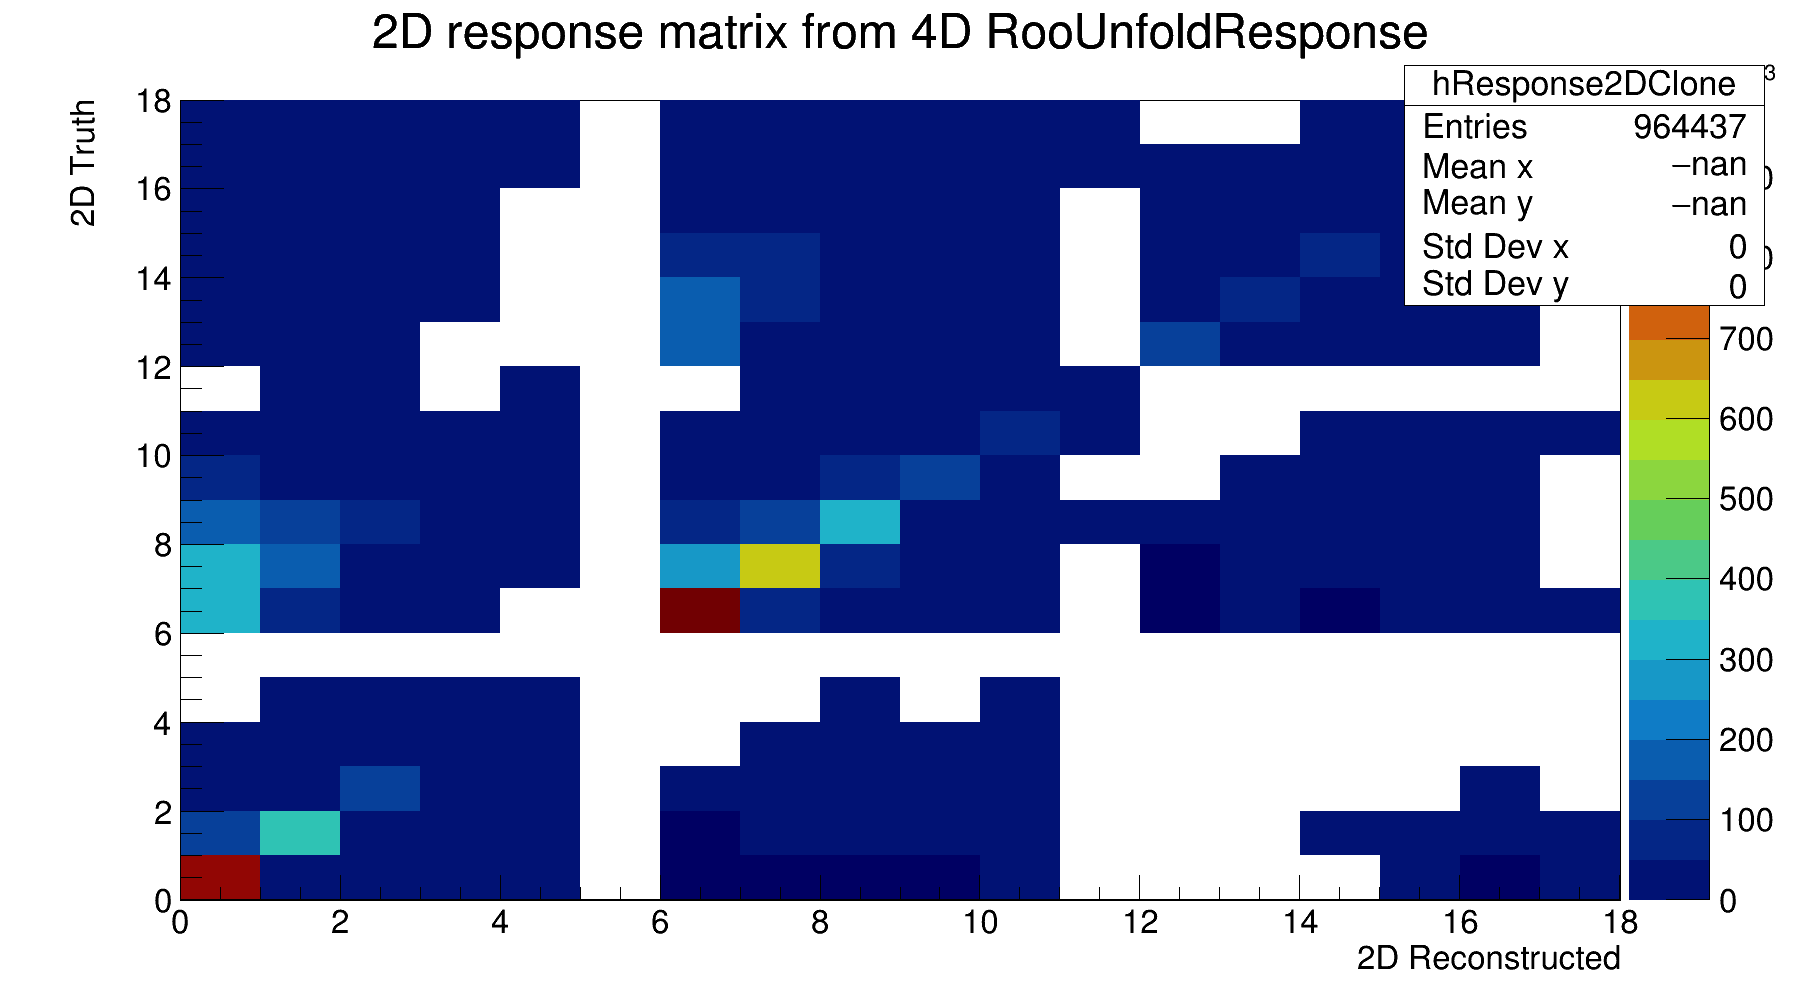 2D response matrix from 4D RooUnfoldResponse
3
hResponse2DClone
Entries 964437
Mean x −nan
Mean y −nan
Std Dev x 0
Std Dev y 0
2D Truth
18
16
14
12
10
8
6
4
2
0
0 2 4 6 8 10 12 14 16 18
2D Reconstructed
700
600
500
400
300
200
100
0